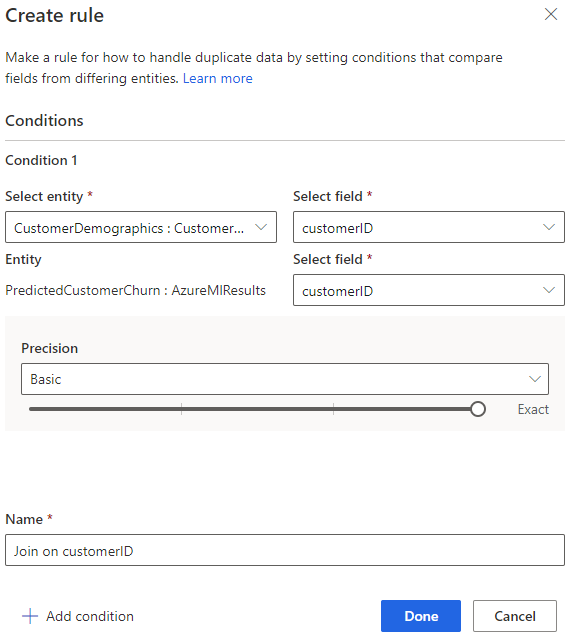 Create rule
Make a rule for how to handle duplicate data by setting conditions that compare
fields from differing entities. Learn more
Conditions
Condition 1
Select entity * Select field *
CustomerDemographics : Customer... customerID
Entity Select field *
PredictedCustomerChurn : AzureMlResults customerID
Precision
Basic
Exact
Name *
Join on customerID
Add condition Done Cancel